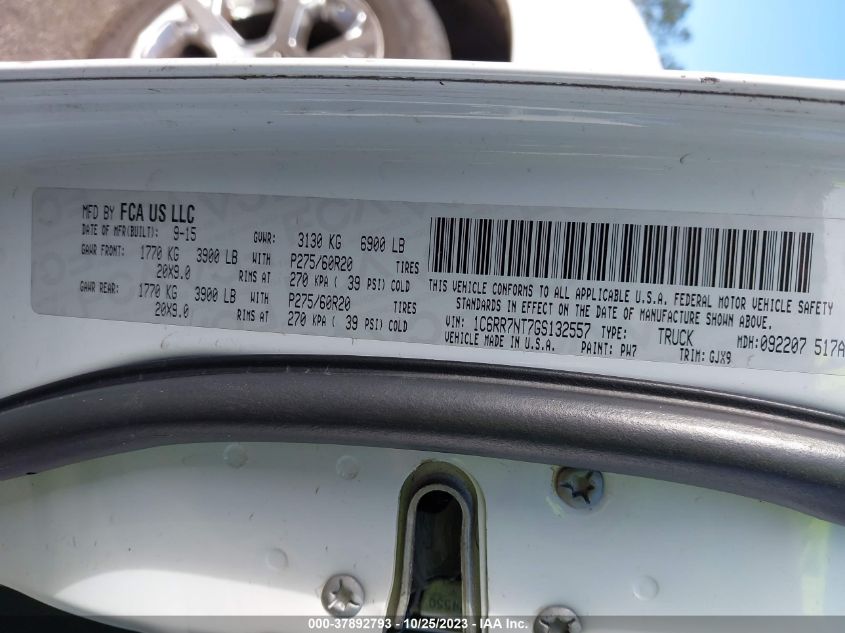 MFD BY FCA US LLC
DATE OF MFR(BUILT): 9-15 GVWR: 3130 KG 6900 LB
GAWR FRONT: 1770 KG 3900 LB WITH P275/60R20 TIRES
20X9.0 RIMS AT 270 KPA ( 39 PSI) COLD
GAWR REAR: 1770 KG 3900 LB WITH P275/60R20 TIRES
20X9.0 RIMS AT 270 KPA ( 39 PSI) COLD
THIS VEHICLE CONFORMS TO ALL APPLICABLE U.S.A. FEDERAL MOTOR VEHICLE SAFETY
STANDARDS IN EFFECT ON THE DATE OF MANUFACTURE SHOWN ABOVE.
VIN: 1C6RR7NT7GS132557 TYPE: TRUCK MDH:092207 517A
VEHICLE MADE IN U.S.A. PAINT: PW7 TRIM: GJX9
000-37892793 - 10/25/2023 - IAA Inc.